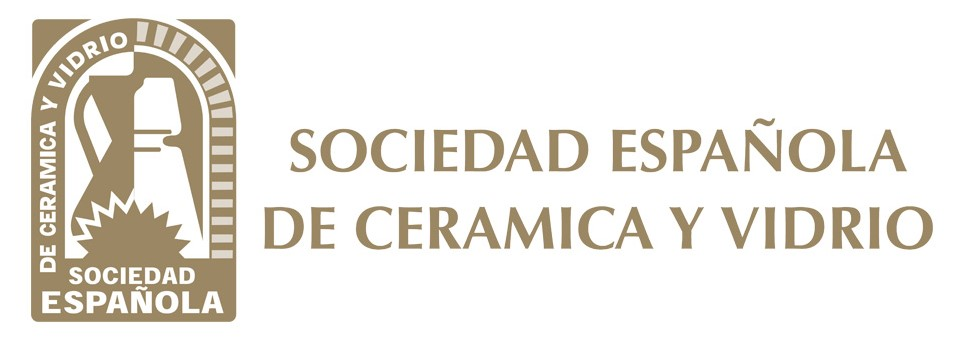 DE CERAMICA Y VIDRIO
SOCIEDAD
ESPAÑOLA
SOCIEDAD ESPAÑOLA
DE CERAMICA Y VIDRIO